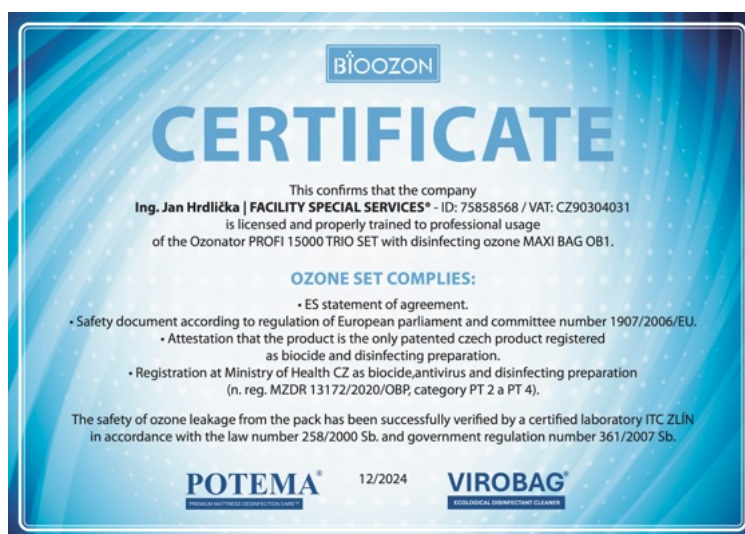 BIOOZON
CERTIFICATE
This confirms that the company
Ing. Jan Hrdlička | FACILITY SPECIAL SERVICES® - ID: 75858568 / VAT: CZ90304031
is licensed and properly trained to professional usage
of the Ozonator PROFI 15000 TRIO SET with disinfecting ozone MAXI BAG OB1.
OZONE SET COMPLIES:
• ES statement of agreement.
• Safety document according to regulation of European parliament and committee number 1907/2006/EU.
• Attestation that the product is the only patented czech product registered
as biocide and disinfecting preparation.
• Registration at Ministry of Health CZ as biocide,antivirus and disinfecting preparation
(n. reg. MZDR 13172/2020/OBP, category PT 2 a PT 4).
The safety of ozone leakage from the pack has been successfully verified by a certified laboratory ITC ZLÍN
in accordance with the law number 258/2000 Sb. and government regulation number 361/2007 Sb.
POTEMA®
PREMIUM MATTRESS DESINFECTION CARE™
12/2024
VIROBAG®
ECOLOGICAL DISINFECTANT CLEANER